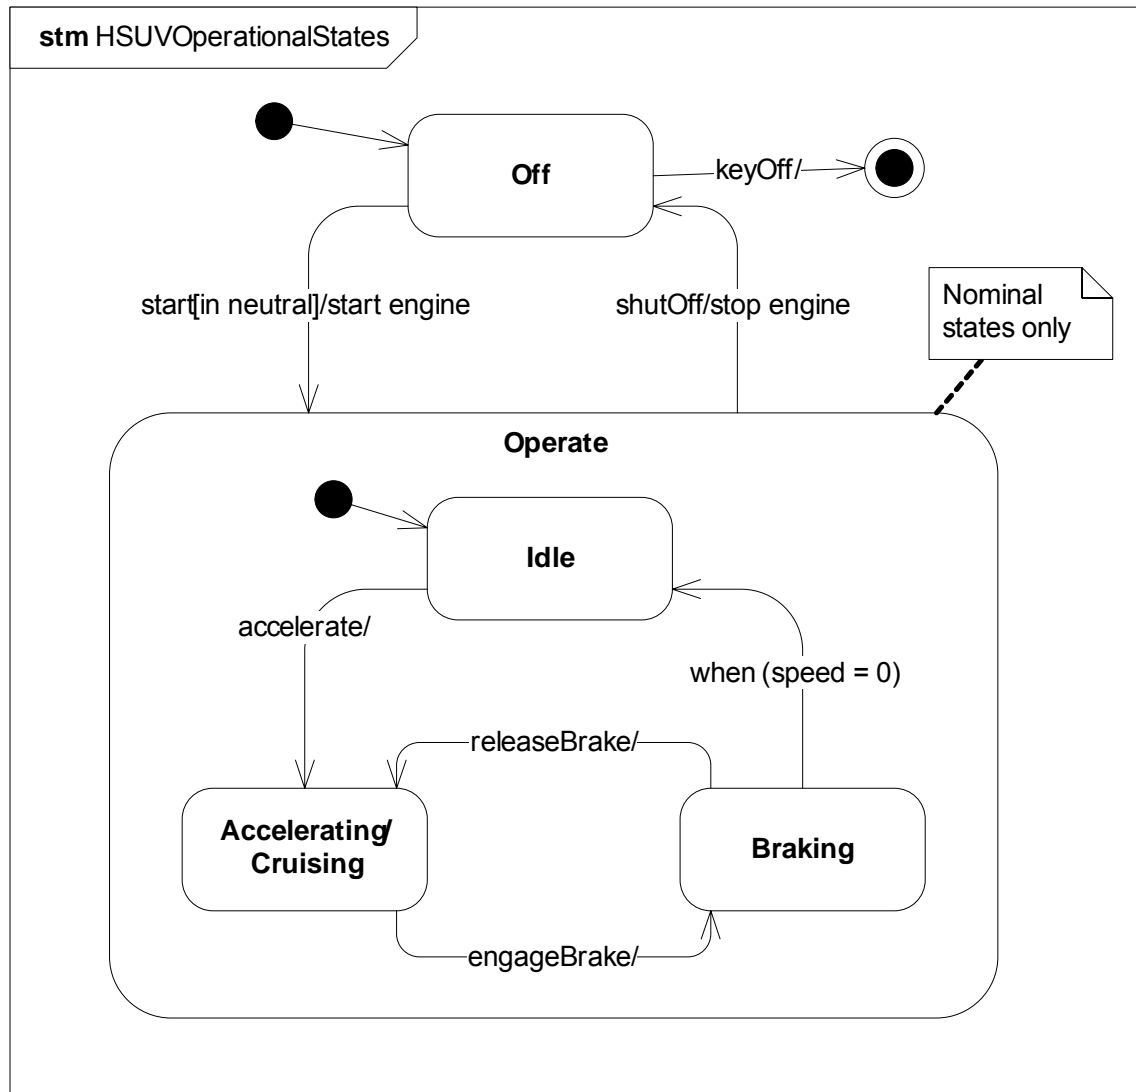 stm HSUVOperationalStates
Off
keyOff/
start[in neutral]/start engine
shutOff/stop engine
Nominal
states only
Operate
Idle
accelerate/
when (speed = 0)
releaseBrake/
Accelerating/
Cruising
Braking
engageBrake/